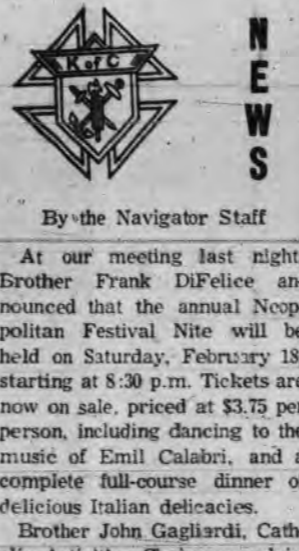 K of C
NEWS
By the Navigator Staff
At our meeting last night
Brother Frank DiFelice an
nounced that the annual Neop
politan Festival Nite will be
held on Saturday, February 18
starting at 8:30 p.m. Tickets are
now on sale, priced at $3.75 per
person, including dancing to the
music of Emil Calabri, and a
complete full-course dinner o
delicious Italian delicacies.
Brother John Gagliardi, Cath